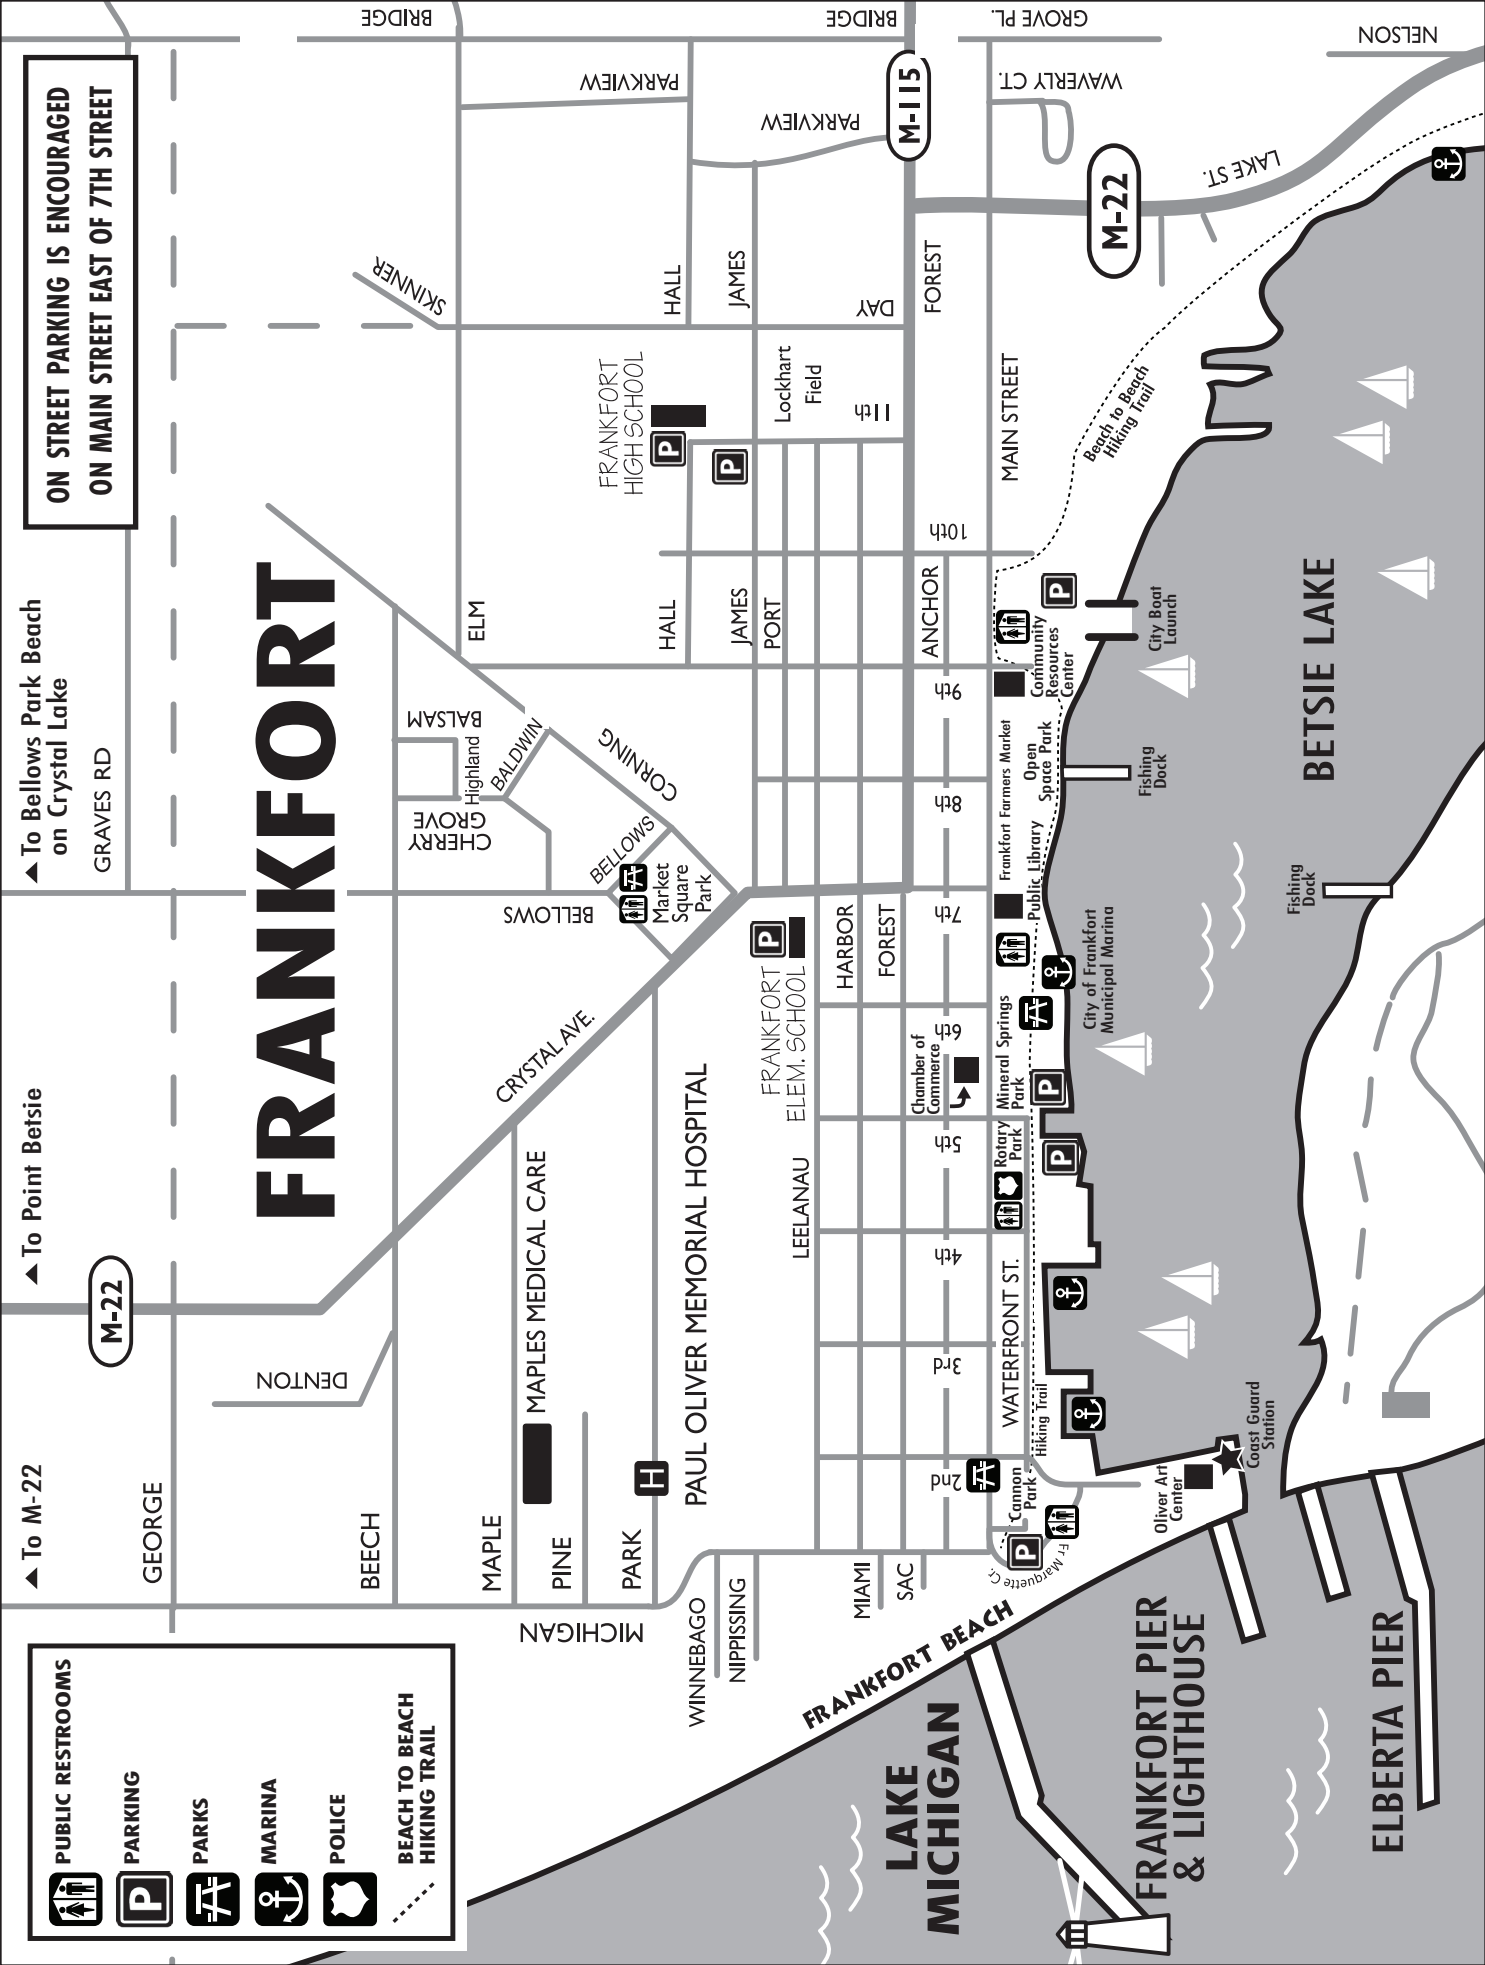 PUBLIC RESTROOMS
PARKING
PARKS
MARINA
POLICE
BEACH TO BEACH
HIKING TRAIL
To M-22
To Point Betsie
To Bellows Park Beach
on Crystal Lake
ON STREET PARKING IS ENCOURAGED
ON MAIN STREET EAST OF 7TH STREET
M-22
GRAVES RD
GEORGE
FRANKFORT
DENTON
BEECH
BRIDGE
SKINNER
ELM
BALSAM
Highland
CHERRY
GROVE
BALDWIN
CORNING
BELLOWS
BELLOWS
Market
Square
Park
CRYSTAL AVE.
MAPLE
MAPLES MEDICAL CARE
PINE
PARK
H
PAUL OLIVER MEMORIAL HOSPITAL
MICHIGAN
WINNEBAGO
NIPPISSING
PARKVIEW
PARKVIEW
HALL
HALL
JAMES
JAMES
PORT
FRANKFORT
HIGH SCHOOL
P
P
Lockhart
Field
11th
DAY
BRIDGE
M-115
FRANKFORT
ELEM. SCHOOL
P
LEELANAU
HARBOR
FOREST
FOREST
MIAMI
SAC
ANCHOR
2nd
3rd
4th
5th
6th
7th
8th
9th
10th
Chamber of
Commerce
MAIN STREET
GROVE PL.
WAVERLY CT.
NELSON
M-22
LAKE ST.
WATERFRONT ST.
Cannon
Park
Hiking Trail
Fr Marquette Cr.
P
Rotary
Park
P
Mineral Springs
Park
P
Public Library
Frankfort Farmers Market
Open
Space Park
Community
Resources
Center
P
Beach to Beach
Hiking Trail
City of Frankfort
Municipal Marina
Fishing
Dock
City Boat
Launch
Fishing
Dock
BETSIE LAKE
Oliver Art
Center
Coast Guard
Station
FRANKFORT BEACH
LAKE
MICHIGAN
FRANKFORT PIER
& LIGHTHOUSE
ELBERTA PIER
P